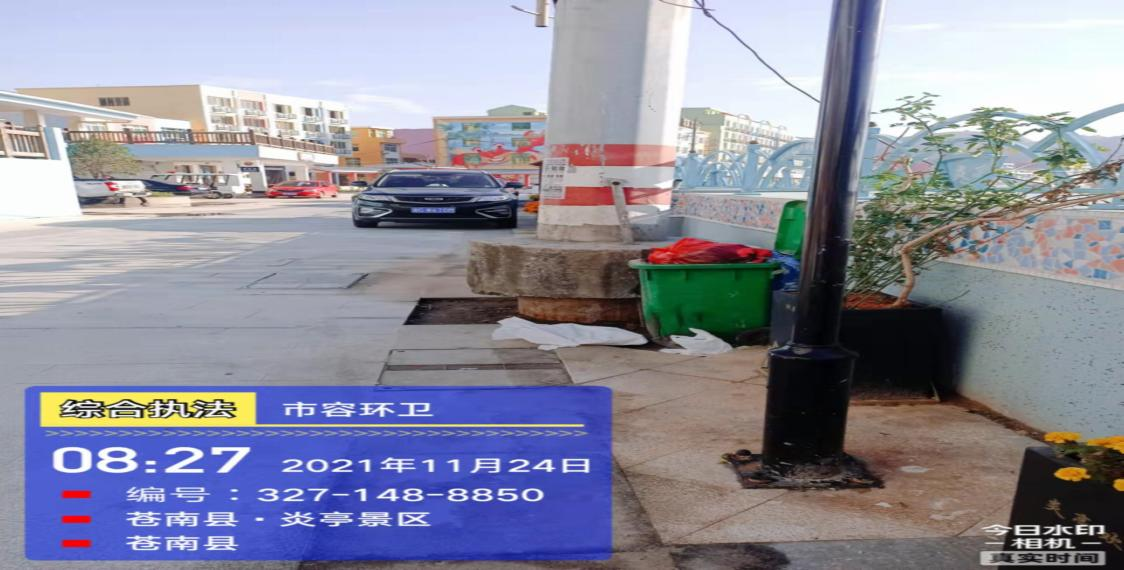 综合执法 市容环卫
08:27 2021年11月24日
编号：327-148-8850
苍南县·炎亭景区
苍南县
今日水印
相机
真实时间